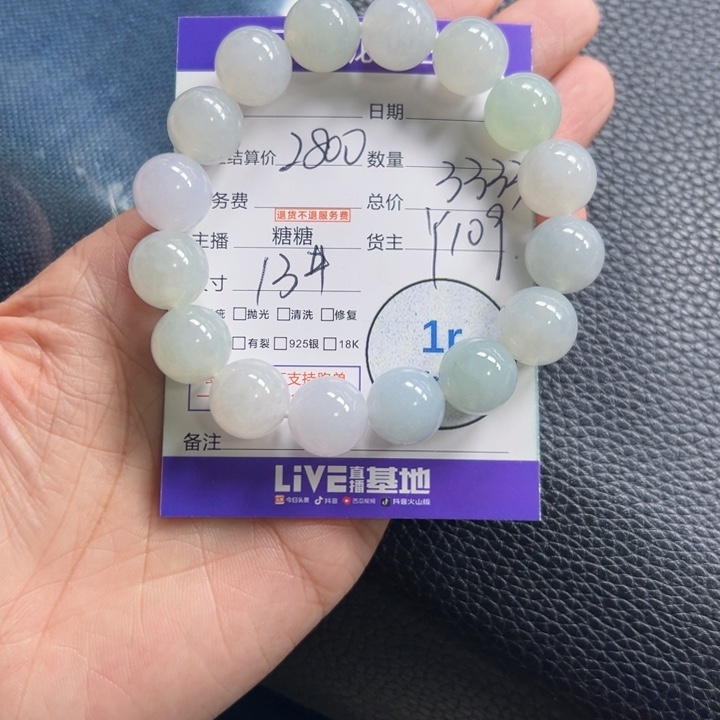 日期
结算价 2800 数量
务费 总价 3333
退货不退服务费
主播 糖糖 货主 Y109
寸 13#
抛光 清洗 修复
有裂 925银 18K
1r
支持
备注
LiVE直播基地
今日头条 抖音 西瓜视频 抖音火山版